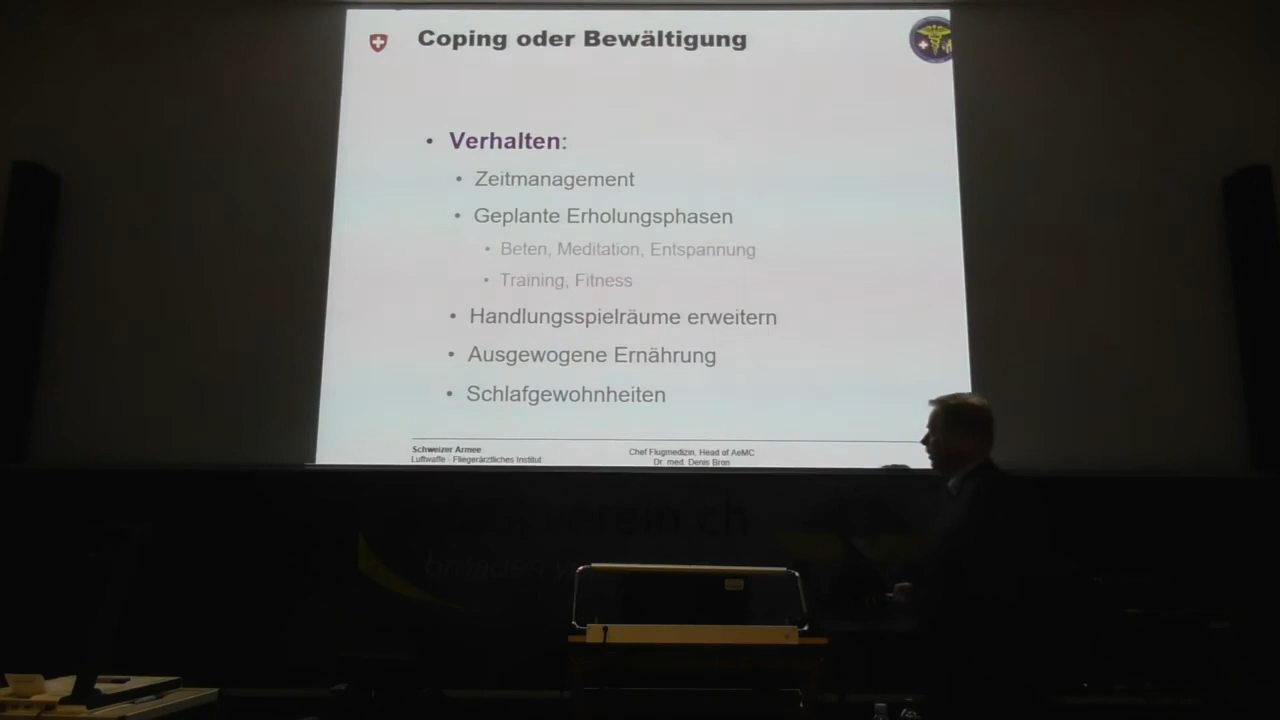 Coping oder Bewältigung
• Verhalten:
• Zeitmanagement
• Geplante Erholungsphasen
• Beten, Meditation, Entspannung
• Training, Fitness
• Handlungsspielräume erweitern
• Ausgewogene Ernährung
• Schlafgewohnheiten
Schweizer Armee
Luftwaffe - Fliegerärztliches Institut
Chef Flugmedizin, Head of AeMC
Dr. med. Denis Bron